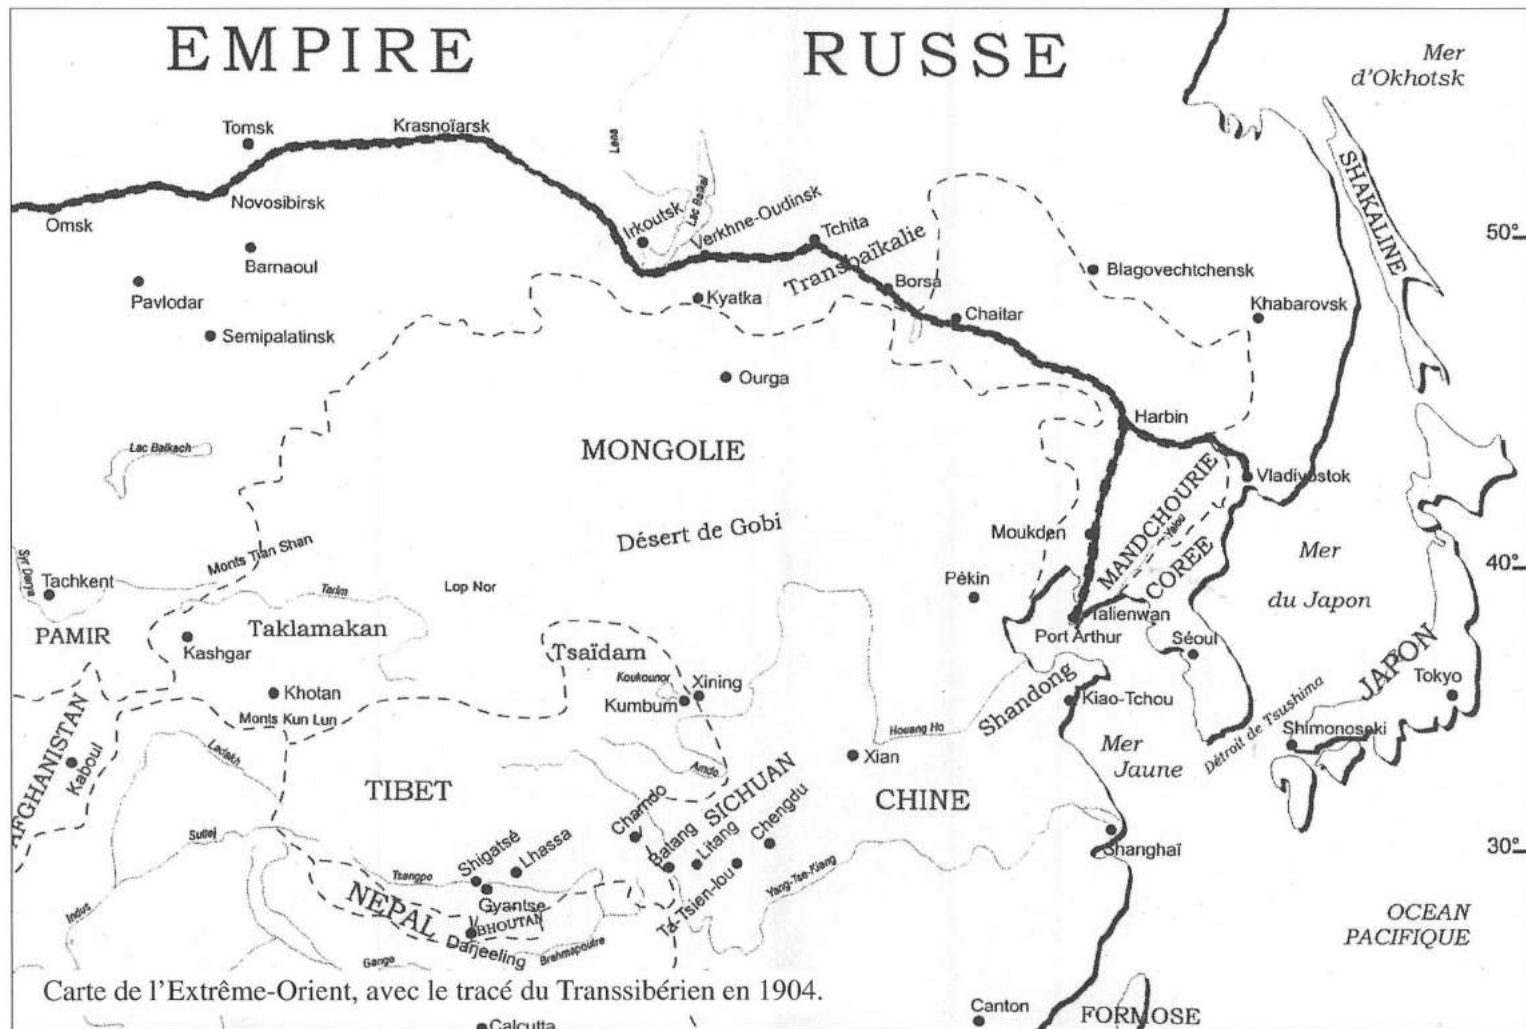 EMPIRE RUSSE
Mer
d'Okhotsk
Tomsk
Krasnoïarsk
Lena
Lac Baïkal
SHAKALINE
Omsk
Novosibirsk
Irkoutsk
Verkhne-Oudinsk
Tchita
Transbaïkalie
50°
Barnaoul
Pavlodar
Kyatka
Borsa
Blagovechtchensk
Chaitar
Khabarovsk
Semipalatinsk
Ourga
Harbin
Lac Balkach
MONGOLIE
Vladivostok
Désert de Gobi
MANDCHOURIE
Moukden
Yalou
COREE
Mer
du Japon
Monts Tian Shan
Syr Derya
Tachkent
Tarim
Lop Nor
Pékin
40°
PAMIR
Taklamakan
Talienwan
Port Arthur
Séoul
Kashgar
Tsaïdam
Koukounor
Xining
Kumbum
Shandong
Kiao-Tchou
JAPON
Tokyo
Khotan
Monts Kun Lun
Houang Ho
Détroit de Tsushima
Shimonoseki
AFGHANISTAN
Kaboul
Ladakh
Amdo
Xian
Mer
Jaune
TIBET
SICHUAN
CHINE
Sutlej
Chamdo
Batang
Litang
Chengdu
Shanghaï
30°
Shigatsé
Lhassa
Tsangpo
Ta-Tsien-lou
Yang-Tse-Kiang
Indus
NEPAL
Gyantse
BHOUTAN
Darjeeling
Brahmapoutre
Gange
OCEAN
PACIFIQUE
Carte de l'Extrême-Orient, avec le tracé du Transsibérien en 1904.
Calcutta
Canton
FORMOSE